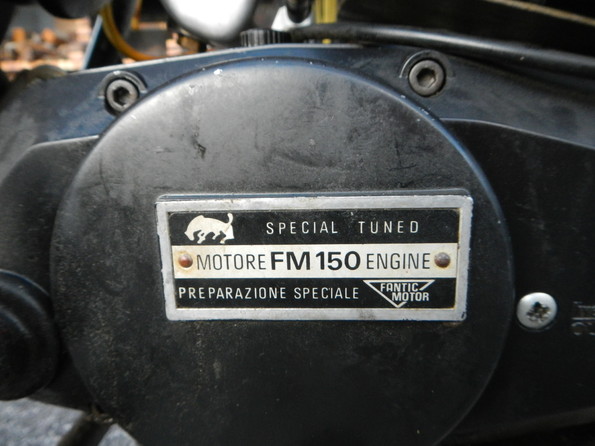 SPECIAL TUNED
MOTORE FM 150 ENGINE
PREPARAZIONE SPECIALE
FANTIC
MOTOR